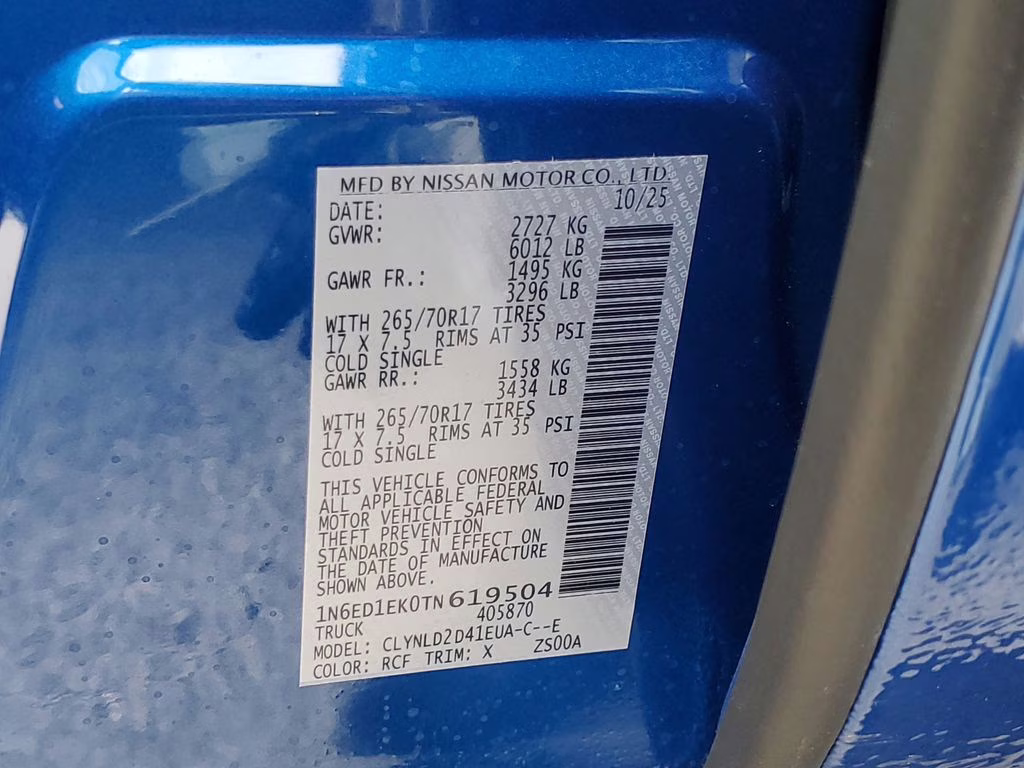 MFD BY NISSAN MOTOR CO., LTD.
DATE: 10/25
GVWR: 2727 KG
6012 LB
GAWR FR.: 1495 KG
3296 LB
WITH 265/70R17 TIRES
17 X 7.5 RIMS AT 35 PSI
COLD SINGLE
GAWR RR.: 1558 KG
3434 LB
WITH 265/70R17 TIRES
17 X 7.5 RIMS AT 35 PSI
COLD SINGLE
THIS VEHICLE CONFORMS TO
ALL APPLICABLE FEDERAL
MOTOR VEHICLE SAFETY AND
THEFT PREVENTION
STANDARDS IN EFFECT ON
THE DATE OF MANUFACTURE
SHOWN ABOVE.
1N6ED1EK0TN619504
TRUCK 405870
MODEL: CLYNLD2D41EUA-C--E
COLOR: RCF TRIM: X ZS00A